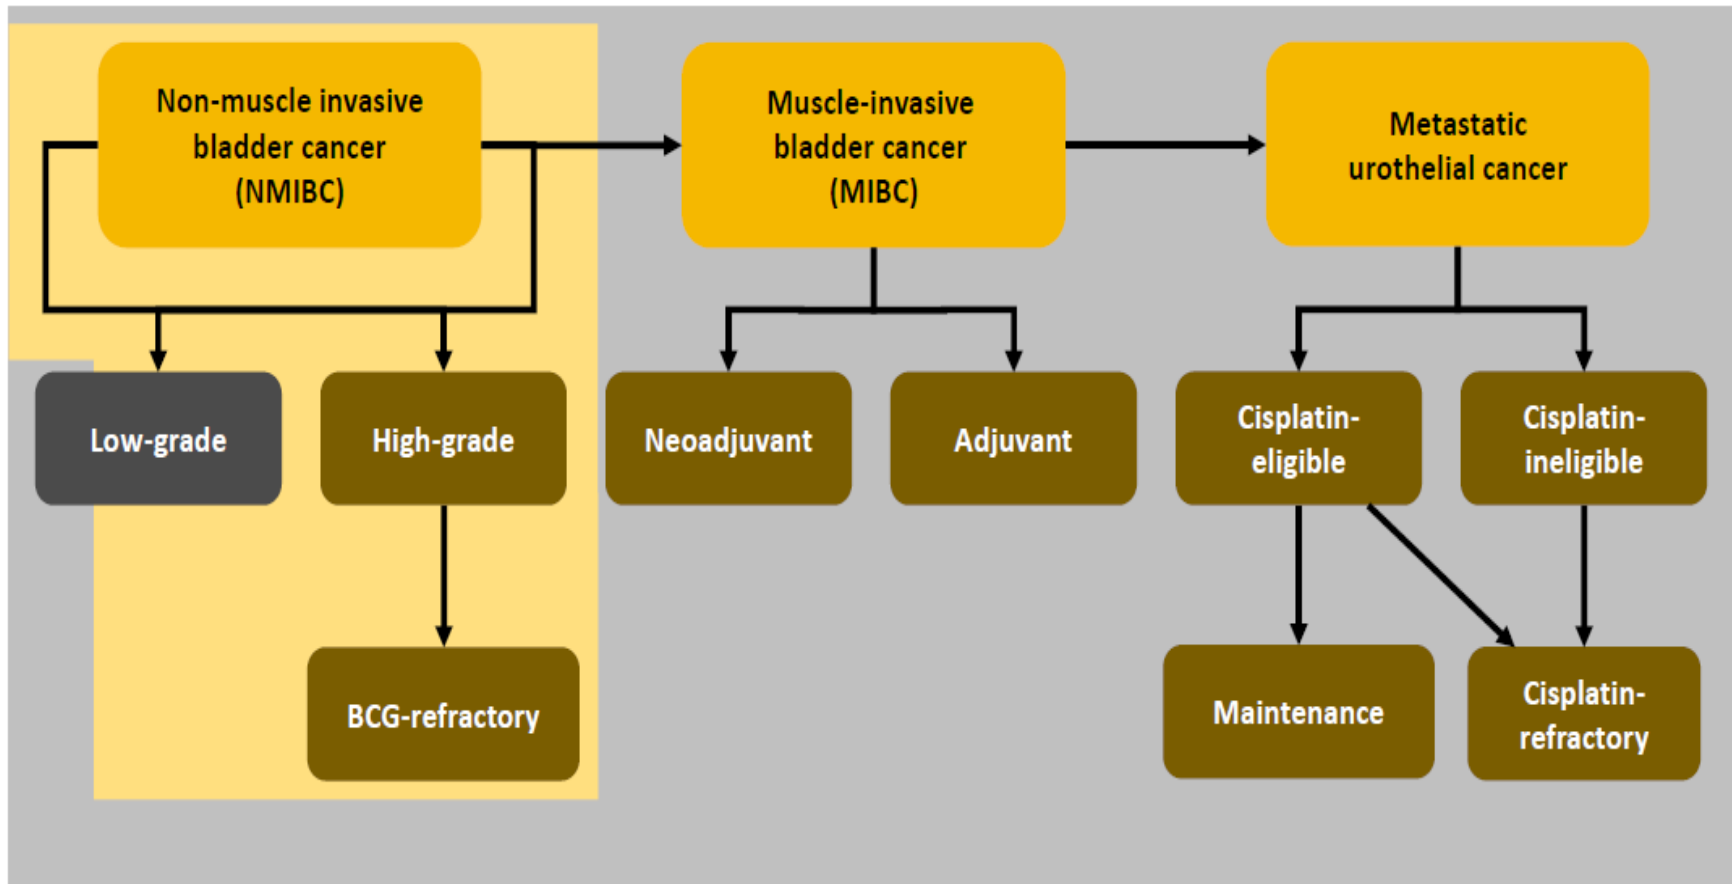 Non-muscle invasive
bladder cancer
(NMIBC)
Muscle-invasive
bladder cancer
(MIBC)
Metastatic
urothelial cancer
Low-grade
High-grade
Neoadjuvant
Adjuvant
Cisplatin-
eligible
Cisplatin-
ineligible
BCG-refractory
Maintenance
Cisplatin-
refractory